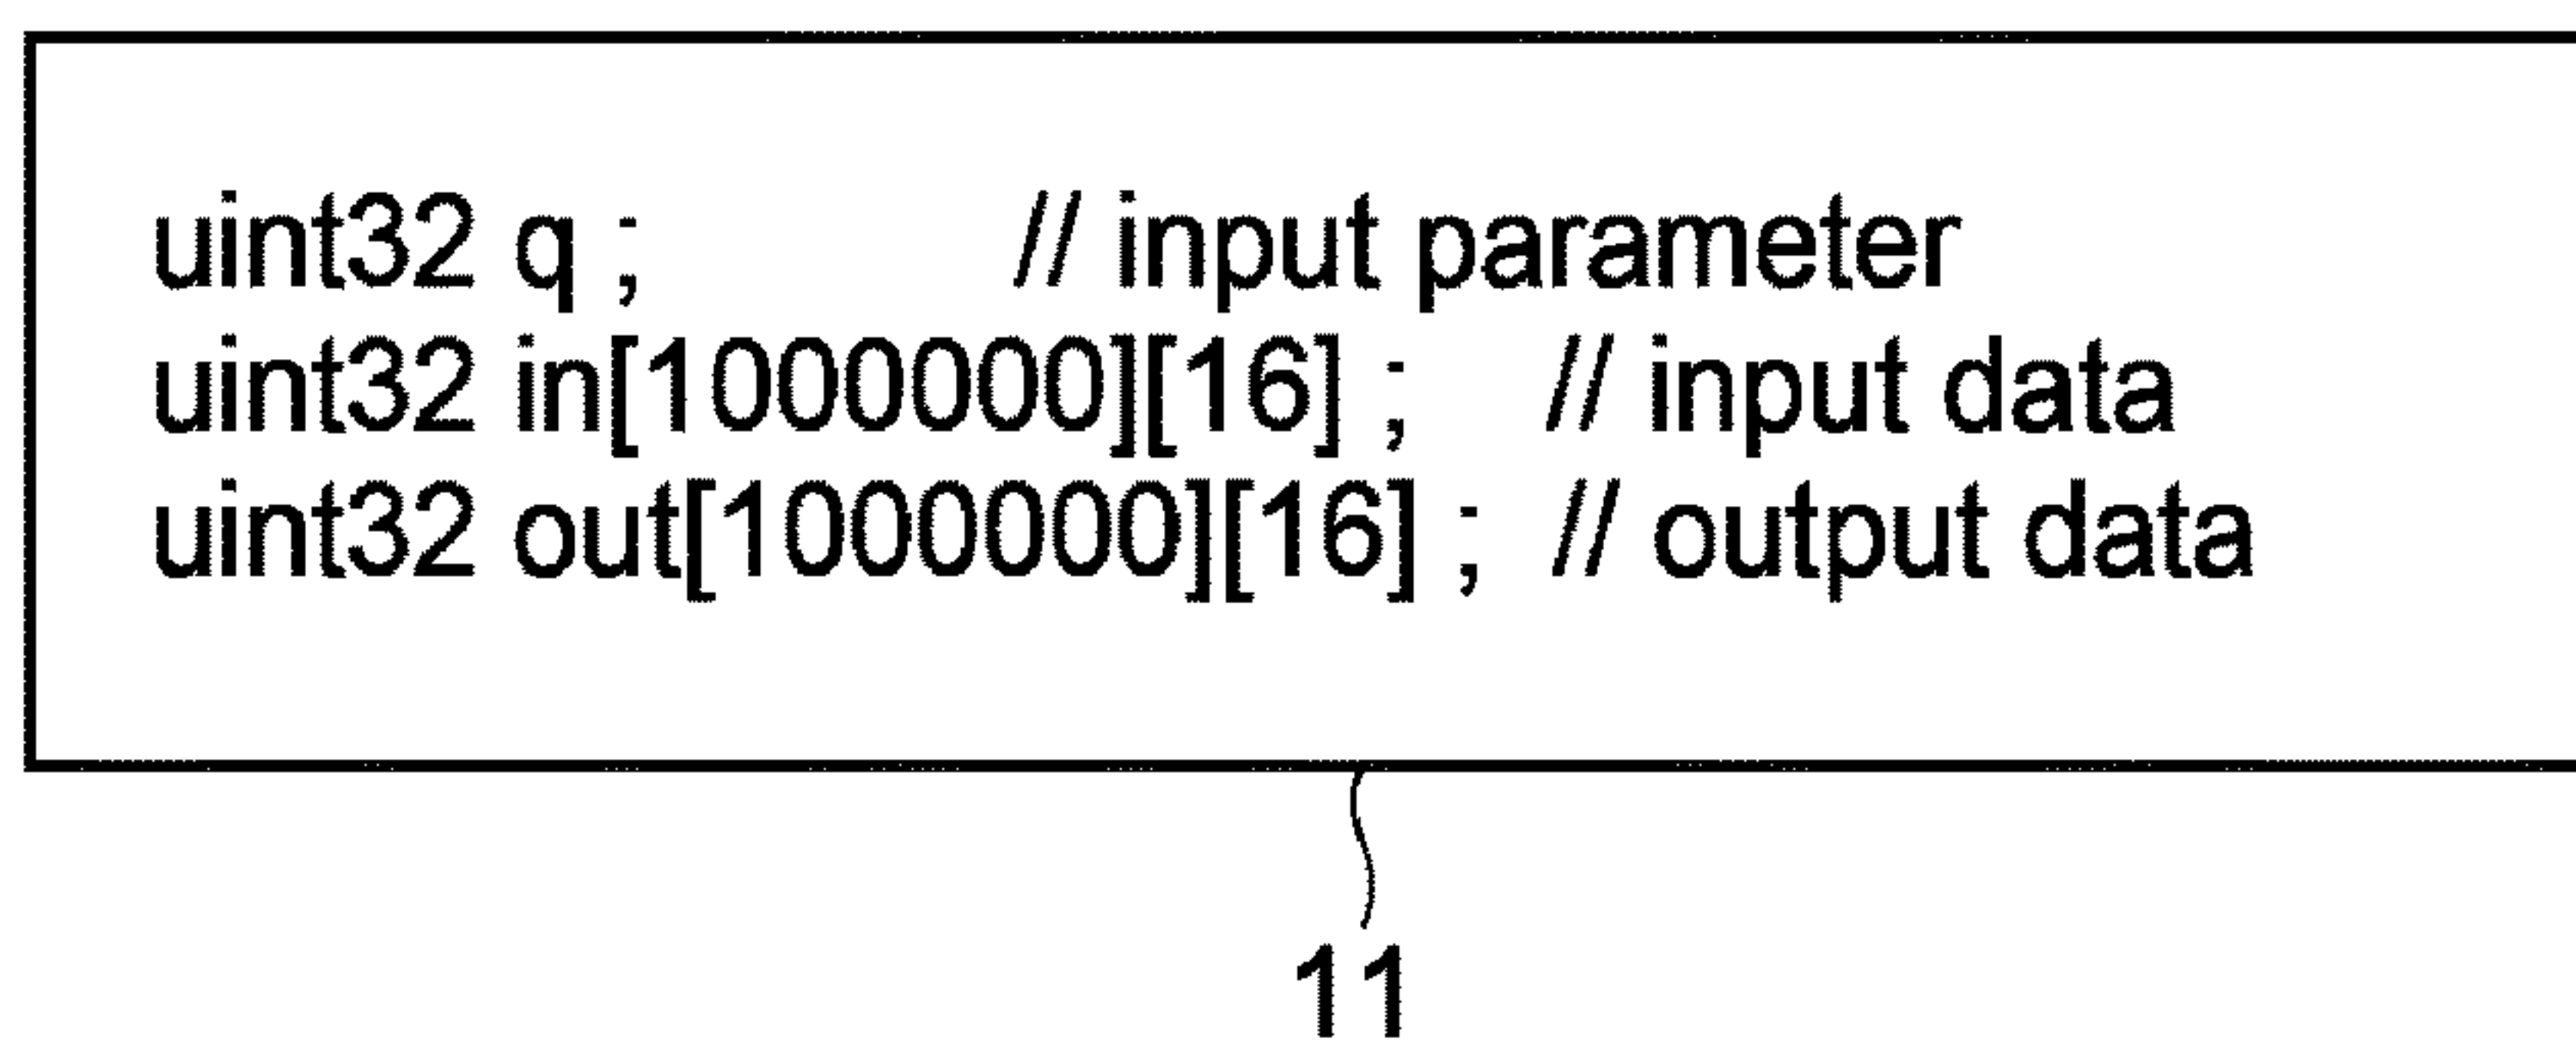 uint32 q ; // input parameter
uint32 in[1000000][16] ; // input data
uint32 out[1000000][16] ; // output data
11